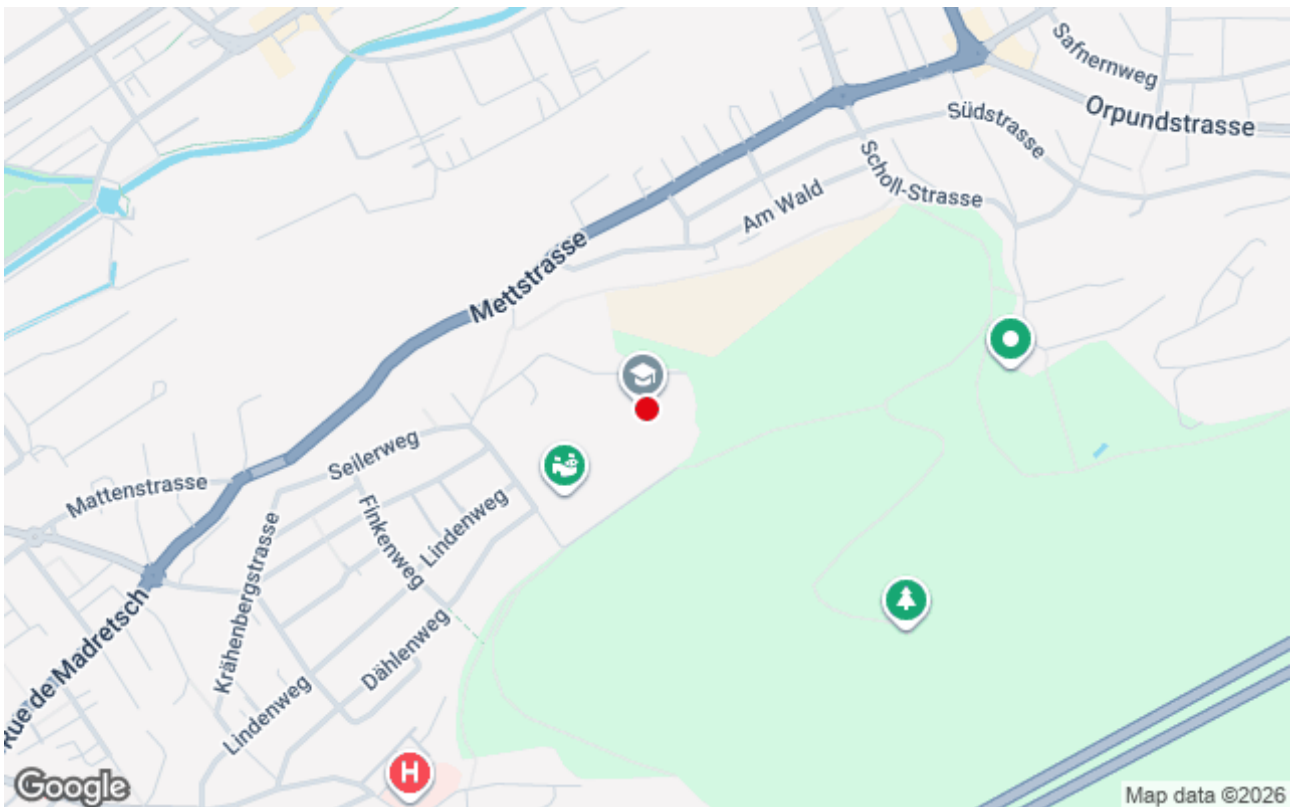 Safnernweg
Orpundstrasse
Südstrasse
Scholl-Strasse
Am Wald
Mettstrasse
Seilerweg
Mattenstrasse
Finkenweg
Lindenweg
Krähenbergstrasse
Dählenweg
Rue de Madretsch
Lindenweg
H
Google
Map data ©2026